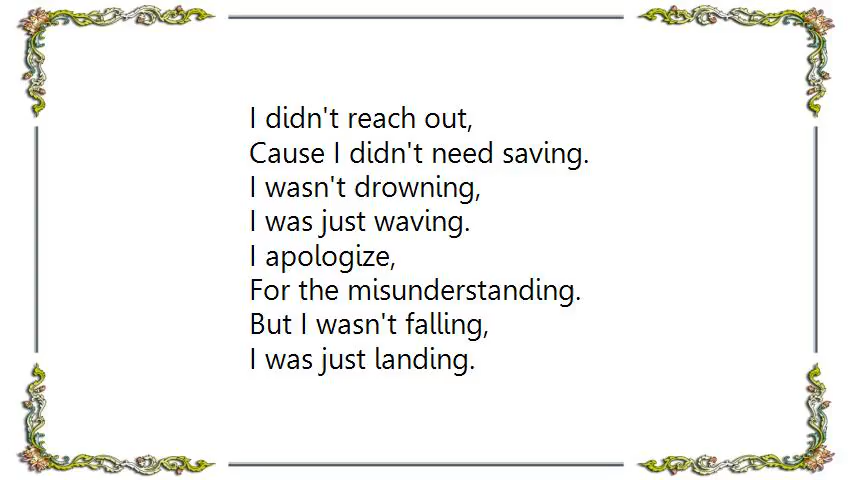 I didn't reach out,
Cause I didn't need saving.
I wasn't drowning,
I was just waving.
I apologize,
For the misunderstanding.
But I wasn't falling,
I was just landing.